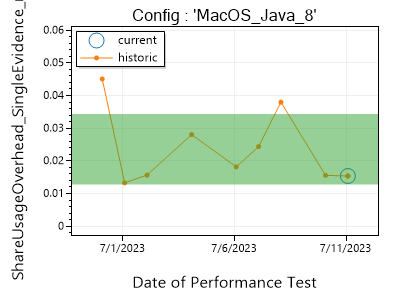 Config : 'MacOS_Java_8'
current
historic
0.06
0.05
0.04
0.03
0.02
0.01
0
7/1/2023
7/6/2023
7/11/2023
Date of Performance Test